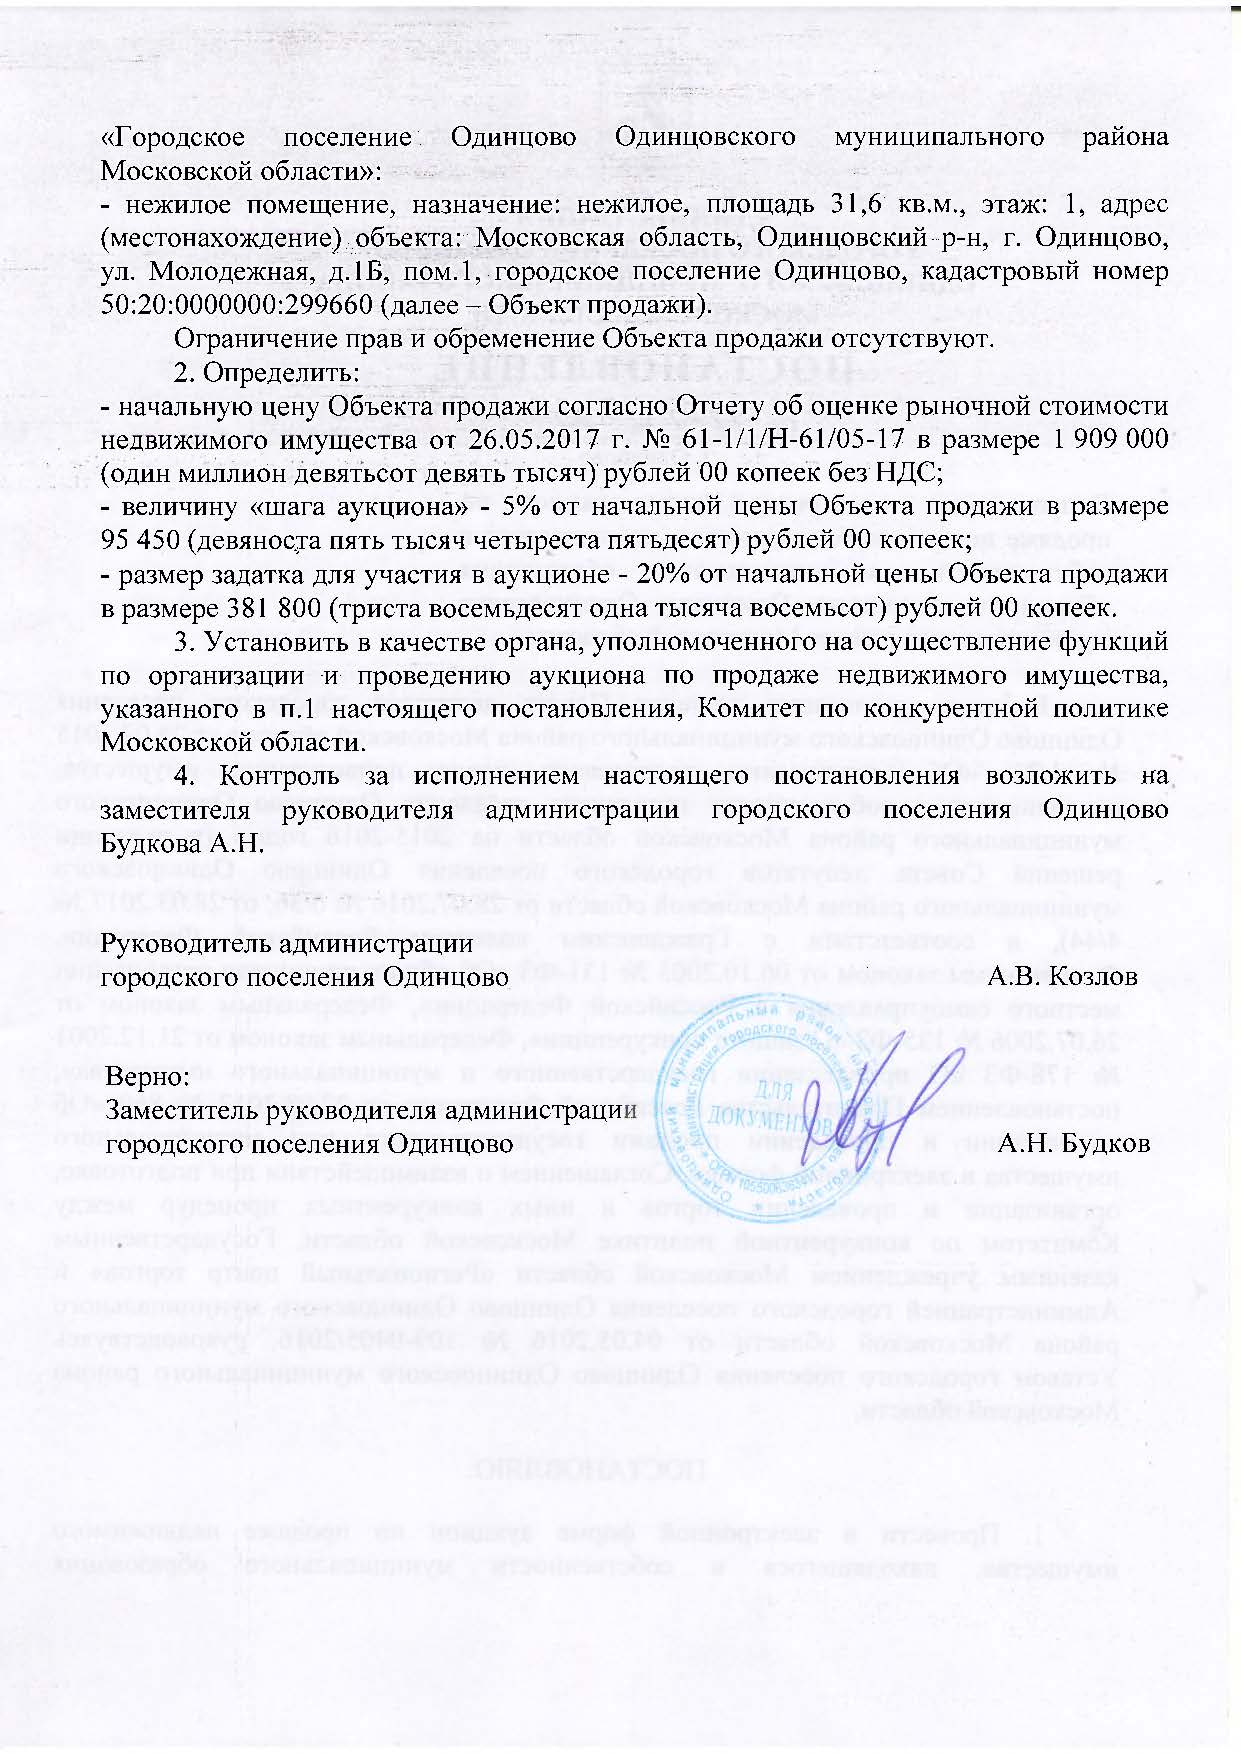 «Городское поселение Одинцово Одинцовского муниципального района
Московской области»:
- нежилое помещение, назначение: нежилое, площадь 31,6 кв.м., этаж: 1, адрес
(местонахождение) объекта: Московская область, Одинцовский р-н, г. Одинцово,
ул. Молодежная, д.1Б, пом.1, городское поселение Одинцово, кадастровый номер
50:20:0000000:299660 (далее – Объект продажи).
Ограничение прав и обременение Объекта продажи отсутствуют.
2. Определить:
- начальную цену Объекта продажи согласно Отчету об оценке рыночной стоимости
недвижимого имущества от 26.05.2017 г. № 61-1/1/Н-61/05-17 в размере 1 909 000
(один миллион девятьсот девять тысяч) рублей 00 копеек без НДС;
- величину «шага аукциона» - 5% от начальной цены Объекта продажи в размере
95 450 (девяноста пять тысяч четыреста пятьдесят) рублей 00 копеек;
- размер задатка для участия в аукционе - 20% от начальной цены Объекта продажи
в размере 381 800 (триста восемьдесят одна тысяча восемьсот) рублей 00 копеек.
3. Установить в качестве органа, уполномоченного на осуществление функций
по организации и проведению аукциона по продаже недвижимого имущества,
указанного в п.1 настоящего постановления, Комитет по конкурентной политике
Московской области.
4. Контроль за исполнением настоящего постановления возложить на
заместителя руководителя администрации городского поселения Одинцово
Будкова А.Н.
Руководитель администрации
городского поселения Одинцово А.В. Козлов
Верно:
Заместитель руководителя администрации
городского поселения Одинцово А.Н. Будков
ДЛЯ
ДОКУМЕНТОВ